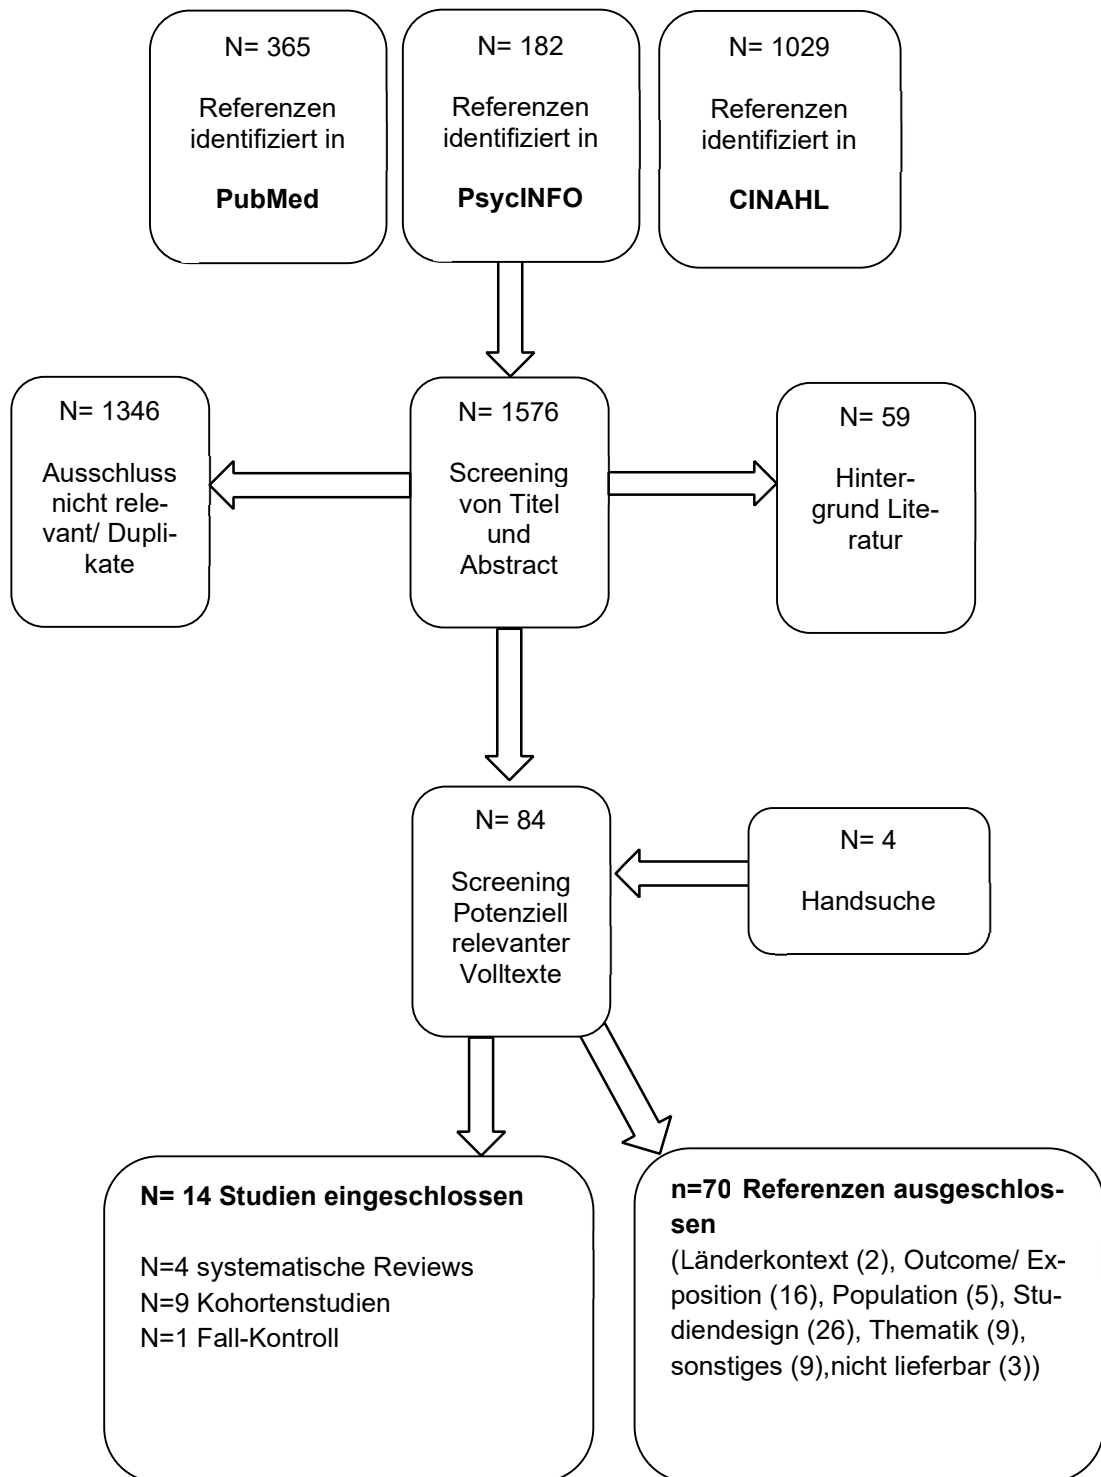 N= 365
Referenzen
identifiziert in
PubMed
N= 182
Referenzen
identifiziert in
PsycINFO
N= 1029
Referenzen
identifiziert in
CINAHL
N= 1346
Ausschluss
nicht rele-
vant/ Dupli-
kate
N= 1576
Screening
von Titel
und
Abstract
N= 59
Hinter-
grund Lite-
ratur
N= 84
Screening
Potenziell
relevanter
Volltexte
N= 4
Handsuche
N= 14 Studien eingeschlossen
N=4 systematische Reviews
N=9 Kohortenstudien
N=1 Fall-Kontroll
n=70 Referenzen ausgeschlos-
sen
(Länderkontext (2), Outcome/ Ex-
position (16), Population (5), Stu-
diendesign (26), Thematik (9),
sonstiges (9),nicht lieferbar (3))